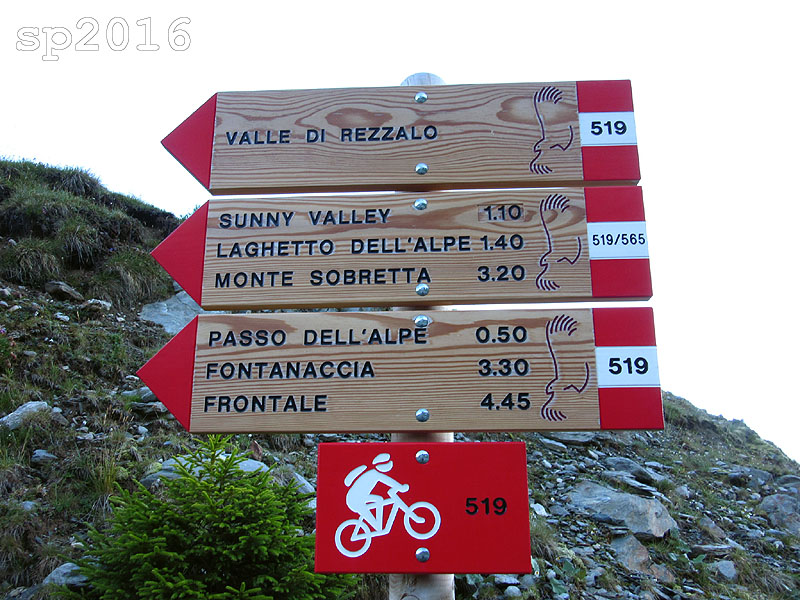 sp2016
VALLE DI REZZALO 519
SUNNY VALLEY 1.10
LAGHETTO DELL'ALPE 1.40 519/565
MONTE SOBRETTA 3.20
PASSO DELL'ALPE 0.50
FONTANACCIA 3.30 519
FRONTALE 4.45
519